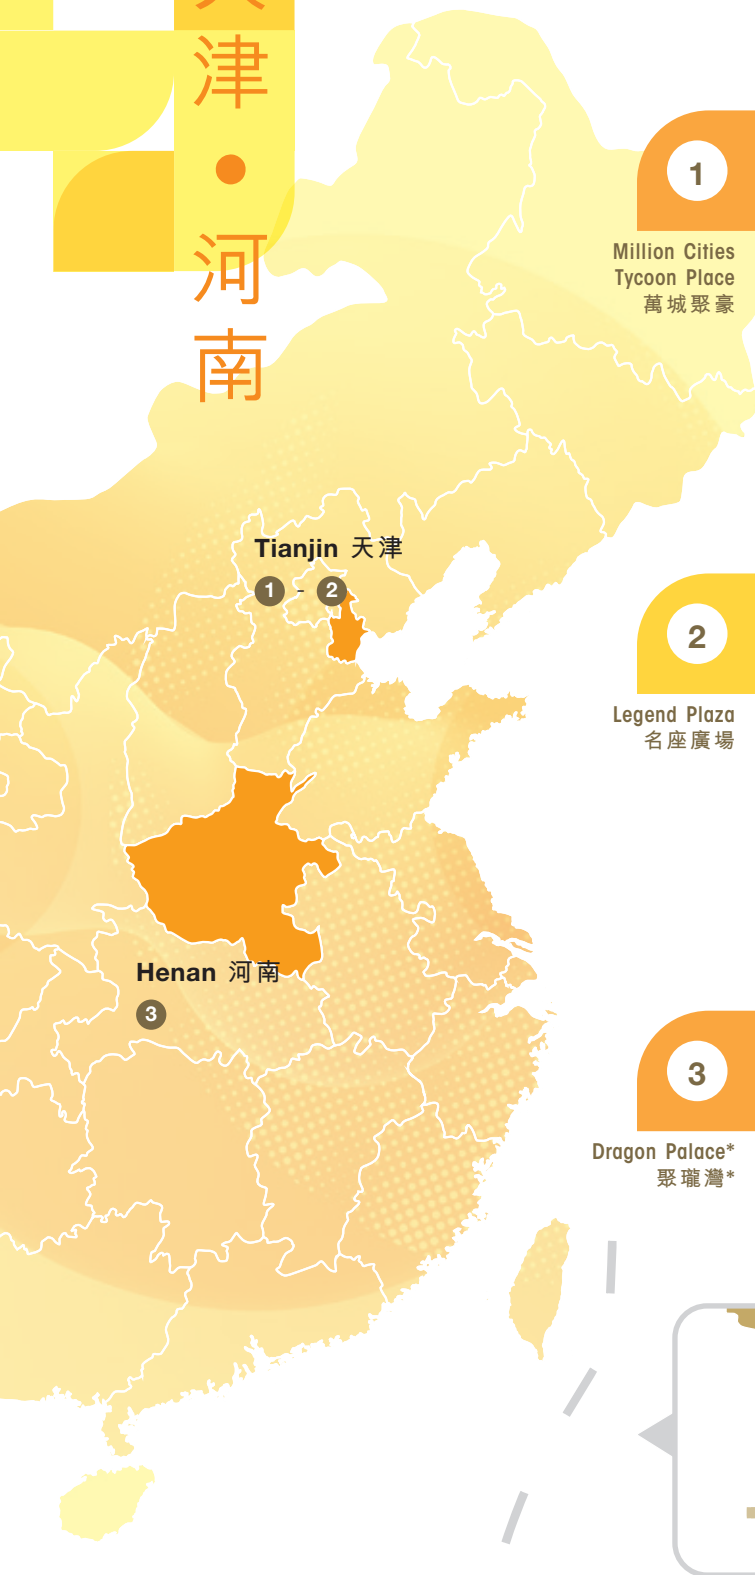 津
•
河
南
1
Million Cities
Tycoon Place
萬城聚豪
Tianjin 天津
1 - 2
2
Legend Plaza
名座廣場
Henan 河南
3
3
Dragon Palace*
聚瓏灣*